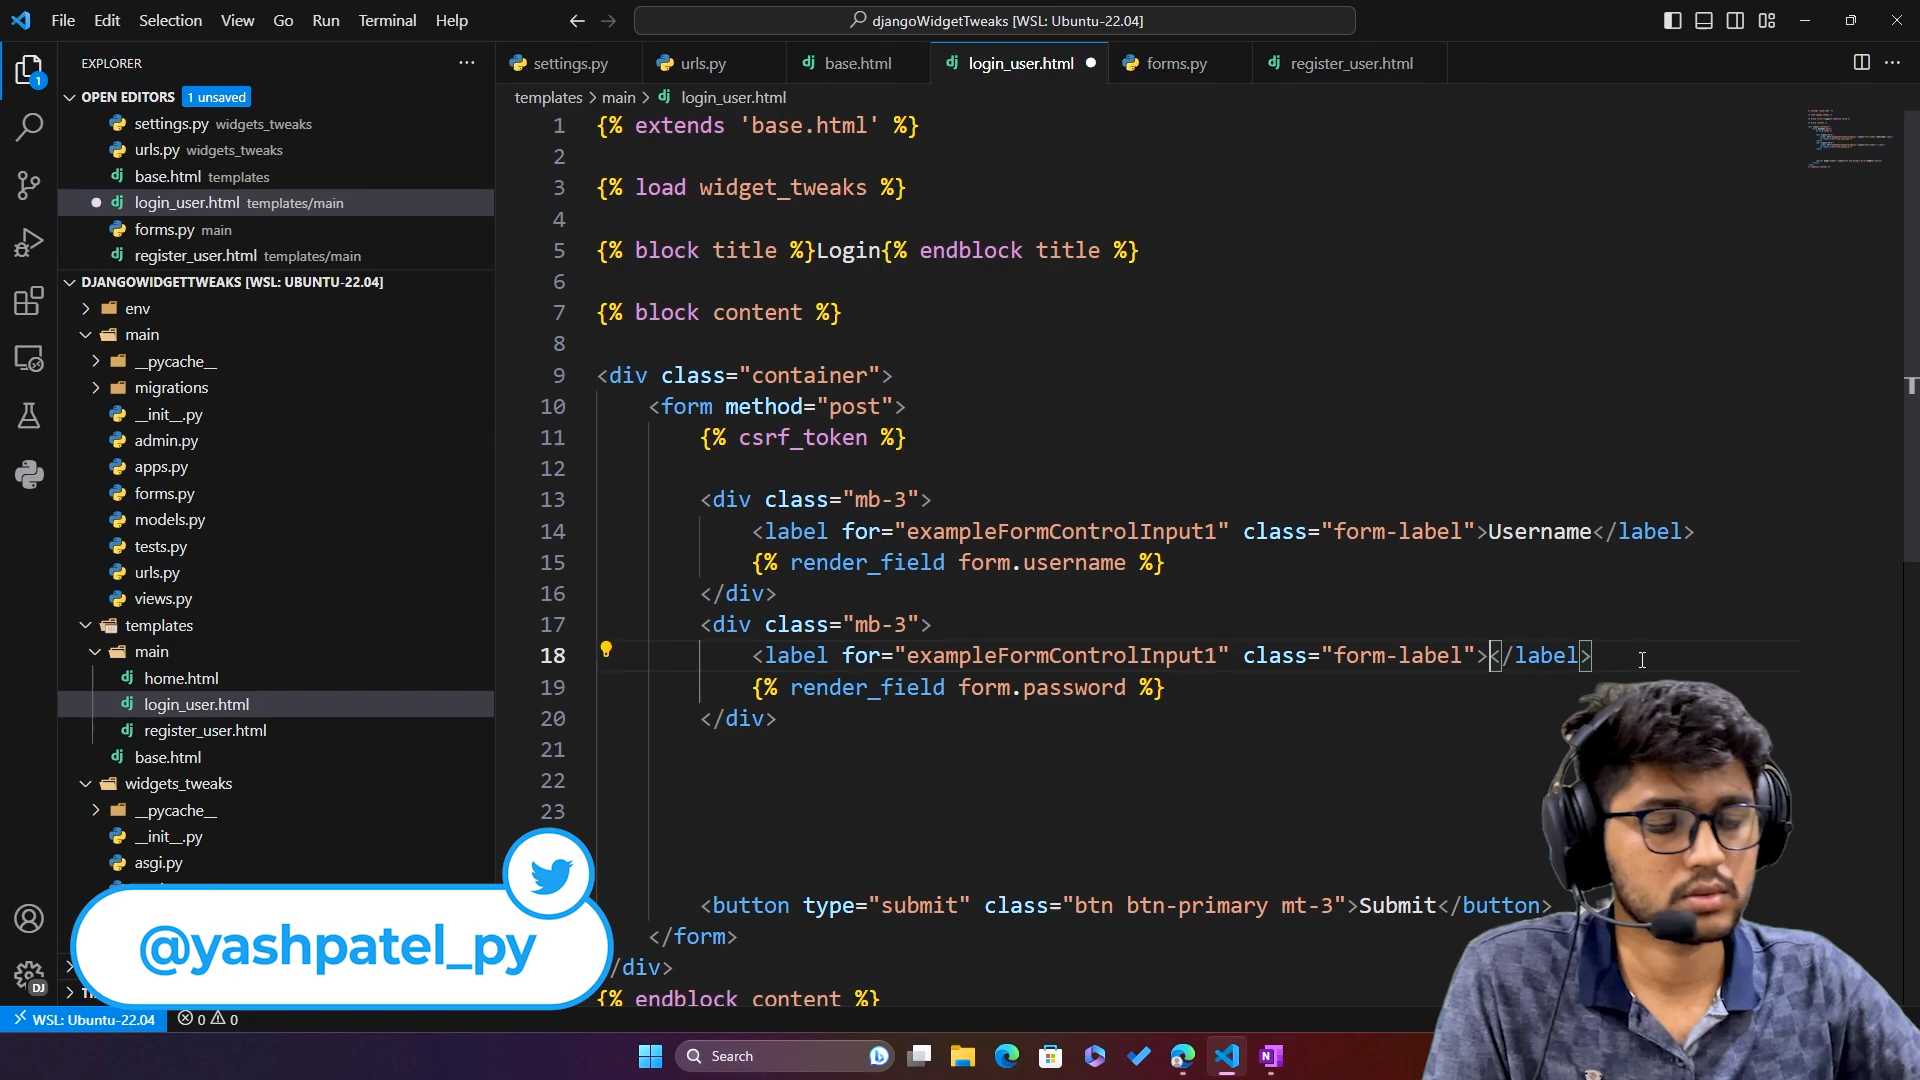 File Edit Selection View Go Run Terminal Help
djangoWidgetTweaks [WSL: Ubuntu-22.04]
EXPLORER
settings.py urls.py base.html login_user.html forms.py register_user.html
1
OPEN EDITORS 1 unsaved
templates > main > login_user.html
settings.py widgets_tweaks
urls.py widgets_tweaks
base.html templates
login_user.html templates/main
forms.py main
register_user.html templates/main
DJANGOWIDGETTWEAKS [WSL: UBUNTU-22.04]
env
main
__pycache__
migrations
__init__.py
admin.py
apps.py
forms.py
models.py
tests.py
urls.py
views.py
templates
main
home.html
login_user.html
register_user.html
base.html
widgets_tweaks
__pycache__
__init__.py
asgi.py
1 {% extends 'base.html' %}
2
3 {% load widget_tweaks %}
4
5 {% block title %}Login{% endblock title %}
6
7 {% block content %}
8
9 <div class="container">
10 <form method="post">
11 {% csrf_token %}
12
13 <div class="mb-3">
14 <label for="exampleFormControlInput1" class="form-label">Username</label>
15 {% render_field form.username %}
16 </div>
17 <div class="mb-3">
18 <label for="exampleFormControlInput1" class="form-label"></label>
19 {% render_field form.password %}
20 </div>
21
22
23
<button type="submit" class="btn btn-primary mt-3">Submit</button>
</form>
/div>
{% endblock content %}
@yashpatel_py
DJ
WSL: Ubuntu-22.04 0 0
Search